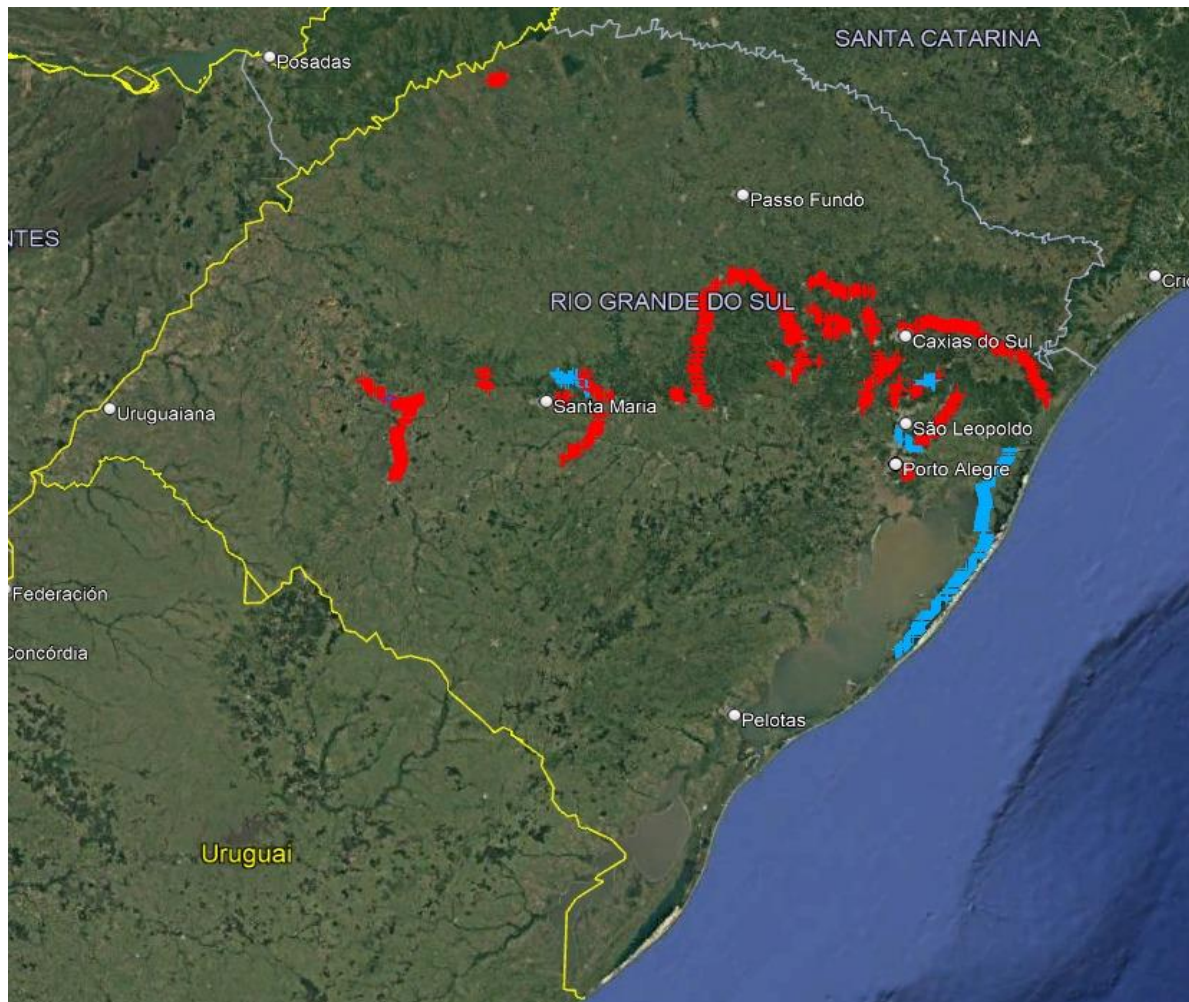 SANTA CATARINA
Posadas
Passo Fundo
NTES
Cric
RIO GRANDE DO SUL
Caxias do Sul
Uruguaiana
Santa Maria
São Leopoldo
Porto Alegre
Federación
Concórdia
Pelotas
Uruguai